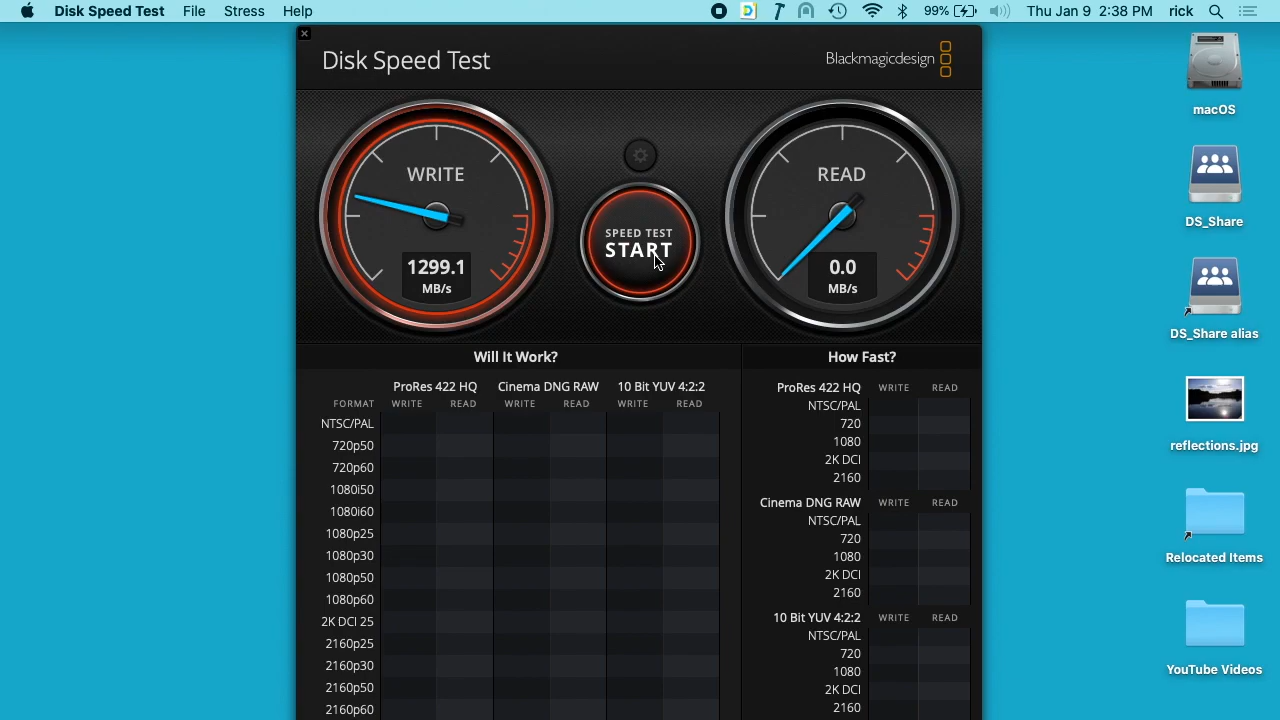 Disk Speed Test File Stress Help 99% Thu Jan 9 2:38 PM rick
Disk Speed Test
Blackmagicdesign
WRITE
1299.1
MB/s
SPEED TEST
START
READ
0.0
MB/s
Will It Work?
ProRes 422 HQ Cinema DNG RAW 10 Bit YUV 4:2:2
FORMAT WRITE READ WRITE READ WRITE READ
NTSC/PAL
720p50
720p60
1080i50
1080i60
1080p25
1080p30
1080p50
1080p60
2K DCI 25
2160p25
2160p30
2160p50
2160p60
How Fast?
ProRes 422 HQ WRITE READ
NTSC/PAL
720
1080
2K DCI
2160
Cinema DNG RAW WRITE READ
NTSC/PAL
720
1080
2K DCI
2160
10 Bit YUV 4:2:2 WRITE READ
NTSC/PAL
720
1080
2K DCI
2160
macOS
DS_Share
DS_Share alias
reflections.jpg
Relocated Items
YouTube Videos